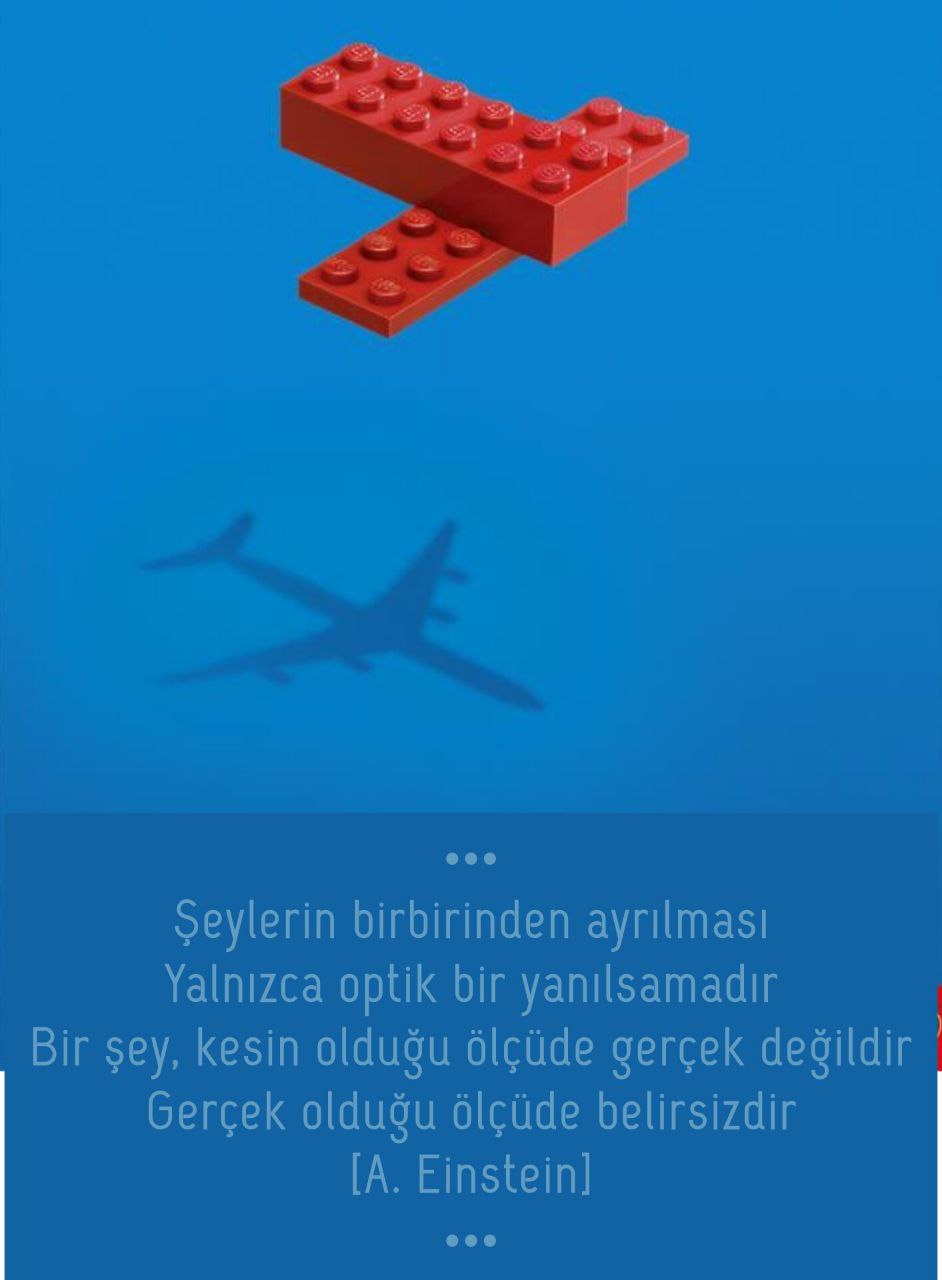 Şeylerin birbirinden ayrılması
Yalnızca optik bir yanılsamadır
Bir şey, kesin olduğu ölçüde gerçek değildir
Gerçek olduğu ölçüde belirsizdir
[A. Einstein]